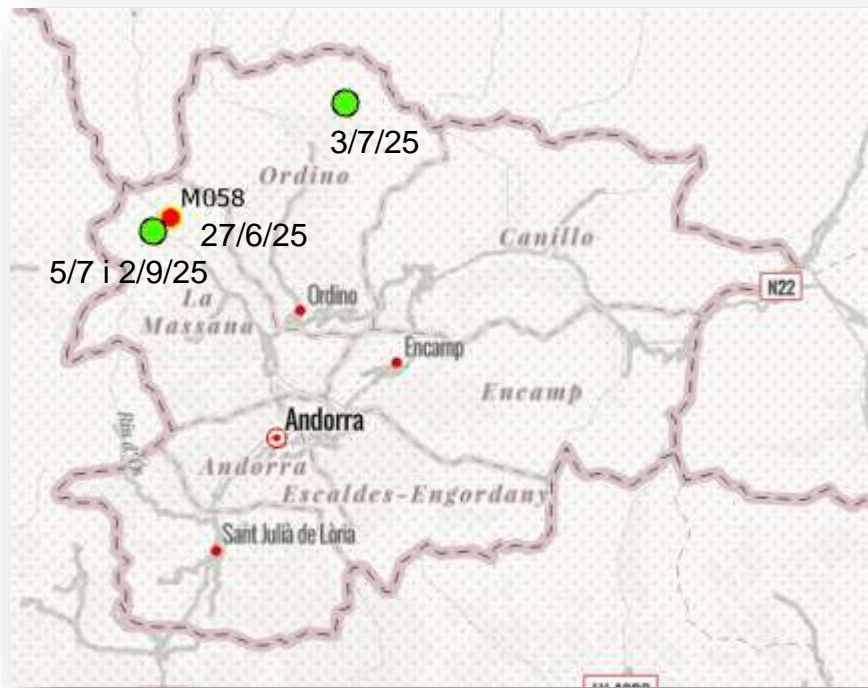 3/7/25
Ordino
M058
27/6/25
Canillo
5/7 i 2/9/25
La
Massana
Ordino
N22
Encamp
Encamp
Andorra
Andorra
Escaldes-Engordany
Sant Julià de Lòria